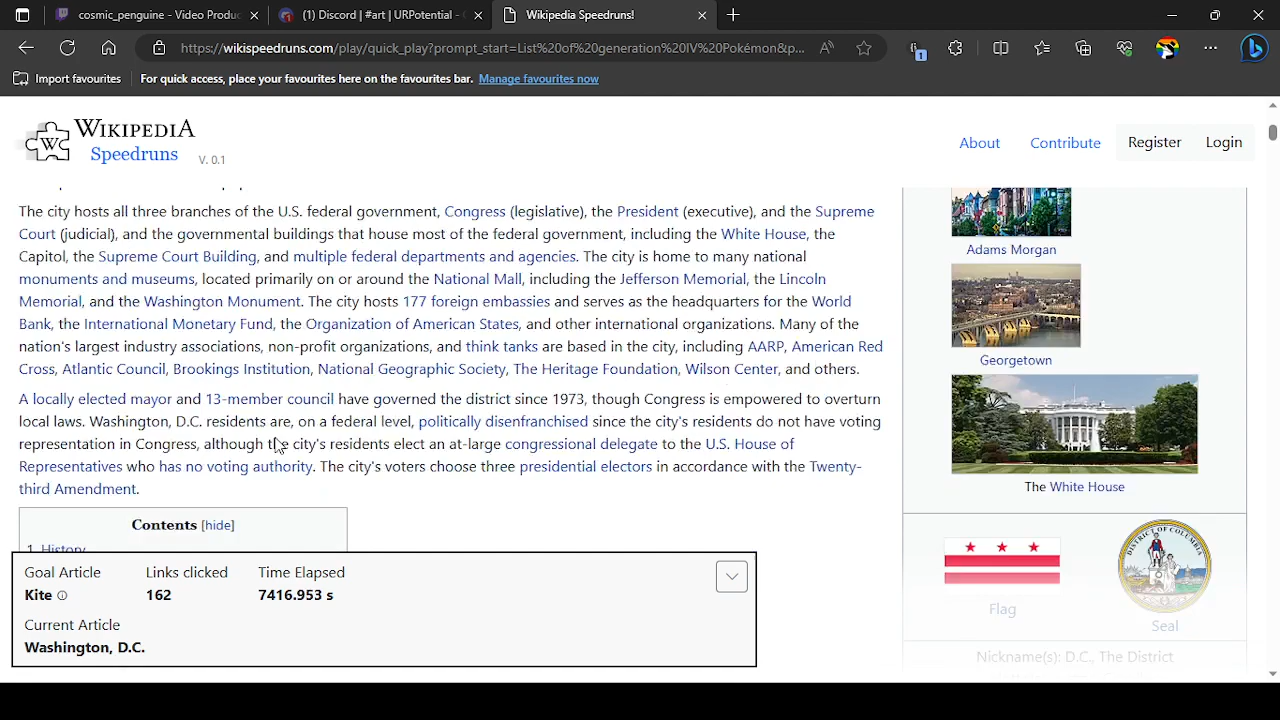 cosmic_penguine - Video Produc
(1) Discord | #art | URPotential -
Wikipedia Speedruns!
https://wikispeedruns.com/play/quick_play?prompt_start=List%20of%20generation%20IV%20Pokémon&p...
1
Import favourites
For quick access, place your favourites here on the favourites bar. Manage favourites now
WIKIPEDIA
Speedruns
V. 0.1
About
Contribute
Register
Login
The city hosts all three branches of the U.S. federal government, Congress (legislative), the President (executive), and the Supreme
Court (judicial), and the governmental buildings that house most of the federal government, including the White House, the
Capitol, the Supreme Court Building, and multiple federal departments and agencies. The city is home to many national
monuments and museums, located primarily on or around the National Mall, including the Jefferson Memorial, the Lincoln
Memorial, and the Washington Monument. The city hosts 177 foreign embassies and serves as the headquarters for the World
Bank, the International Monetary Fund, the Organization of American States, and other international organizations. Many of the
nation's largest industry associations, non-profit organizations, and think tanks are based in the city, including AARP, American Red
Cross, Atlantic Council, Brookings Institution, National Geographic Society, The Heritage Foundation, Wilson Center, and others.
A locally elected mayor and 13-member council have governed the district since 1973, though Congress is empowered to overturn
local laws. Washington, D.C. residents are, on a federal level, politically disenfranchised since the city's residents do not have voting
representation in Congress, although the city's residents elect an at-large congressional delegate to the U.S. House of
Representatives who has no voting authority. The city's voters choose three presidential electors in accordance with the Twenty-
third Amendment.
Contents [hide]
1. History
Adams Morgan
Georgetown
The White House
DISTRICT OF COLUMBIA
Flag
Seal
Nickname(s): D.C., The District
Goal Article
Links clicked
Time Elapsed
Kite
162
7416.953 s
Current Article
Washington, D.C.